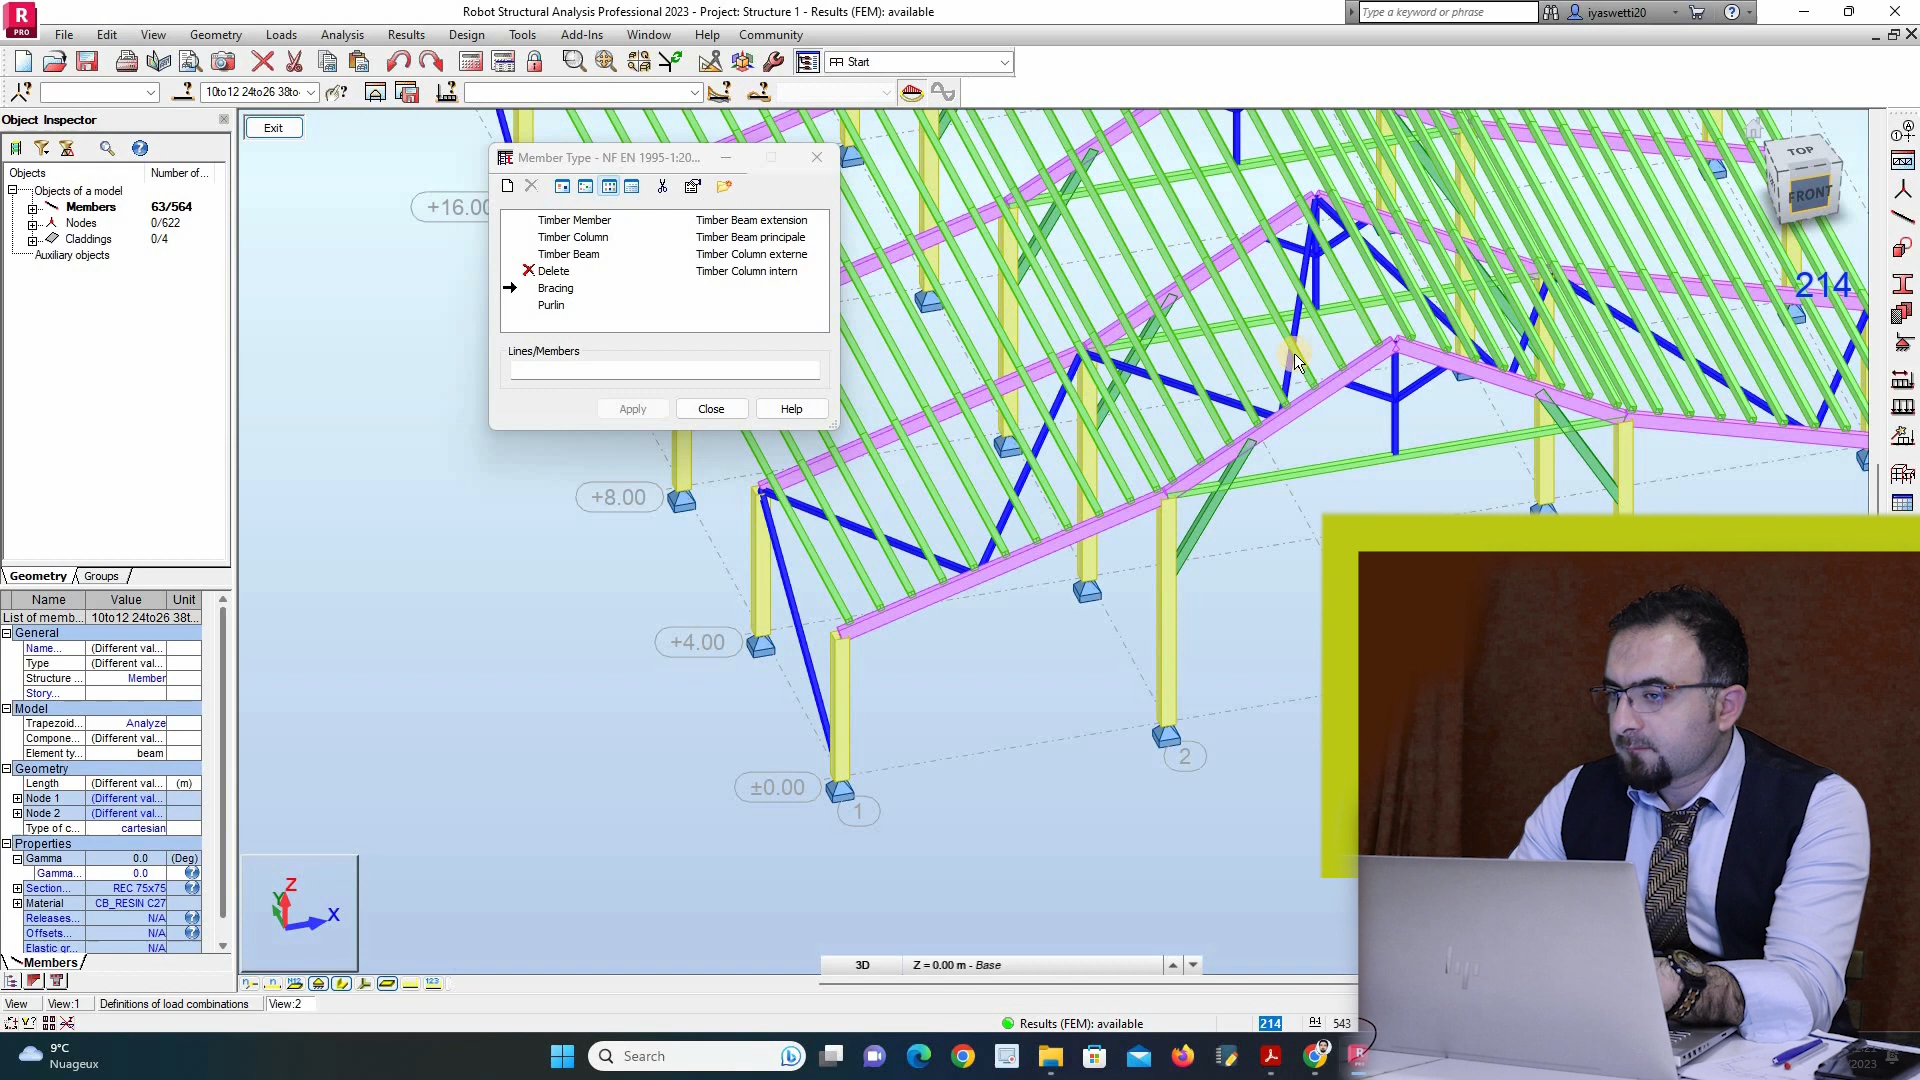 Robot Structural Analysis Professional 2023 - Project: Structure 1 - Results (FEM): available
Type a keyword or phrase
iyaswetti20
R
PRO
File Edit View Geometry Loads Analysis Results Design Tools Add-Ins Window Help Community
Start
10to12 24to26 38to
Object Inspector
Exit
Objects Number of...
Objects of a model
Members 63/564
Nodes 0/622
Claddings 0/4
Auxiliary objects
Geometry Groups
Name Value Unit
List of memb... 10to12 24to26 38t...
General
Name... (Different val...
Type (Different val...
Structure ... Member
Story...
Model
Trapezoid... Analyze
Compone... (Different val...
Element ty... beam
Geometry
Length (Different val... (m)
Node 1 (Different val...
Node 2 (Different val...
Type of c... cartesian
Properties
Gamma 0.0 (Deg)
Gamma... 0.0
Section... REC 75x75
Material CB_RESIN C27
Releases... N/A
Offsets... N/A
Elastic gr... N/A
Members
Member Type - NF EN 1995-1:20...
Timber Member
Timber Column
Timber Beam
Delete
Bracing
Purlin
Timber Beam extension
Timber Beam principale
Timber Column externe
Timber Column intern
Lines/Members
Apply Close Help
+16.00
+8.00
+4.00
±0.00
1
2
214
TOP
FRONT
Z
Y
X
3D Z = 0.00 m - Base
View View:1 Definitions of load combinations View:2
Results (FEM): available
214
543
9°C
Nuageux
Search